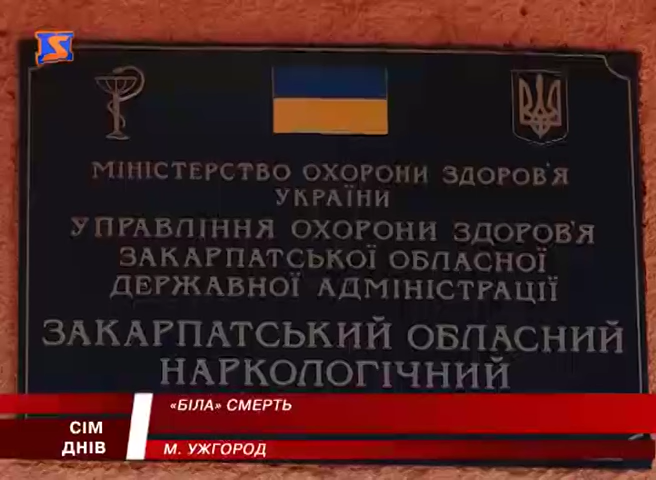 МІНІСТЕРСТВО ОХОРОНИ ЗДОРОВ'Я
УКРАЇНИ
УПРАВЛІННЯ ОХОРОНИ ЗДОРОВ'Я
ЗАКАРПАТСЬКОЇ ОБЛАСНОЇ
ДЕРЖАВНОЇ АДМІНІСТРАЦІЇ
ЗАКАРПАТСЬКИЙ ОБЛАСНИЙ
НАРКОЛОГІЧНИЙ
«БІЛА» СМЕРТЬ
СІМ
ДНІВ
М. УЖГОРОД